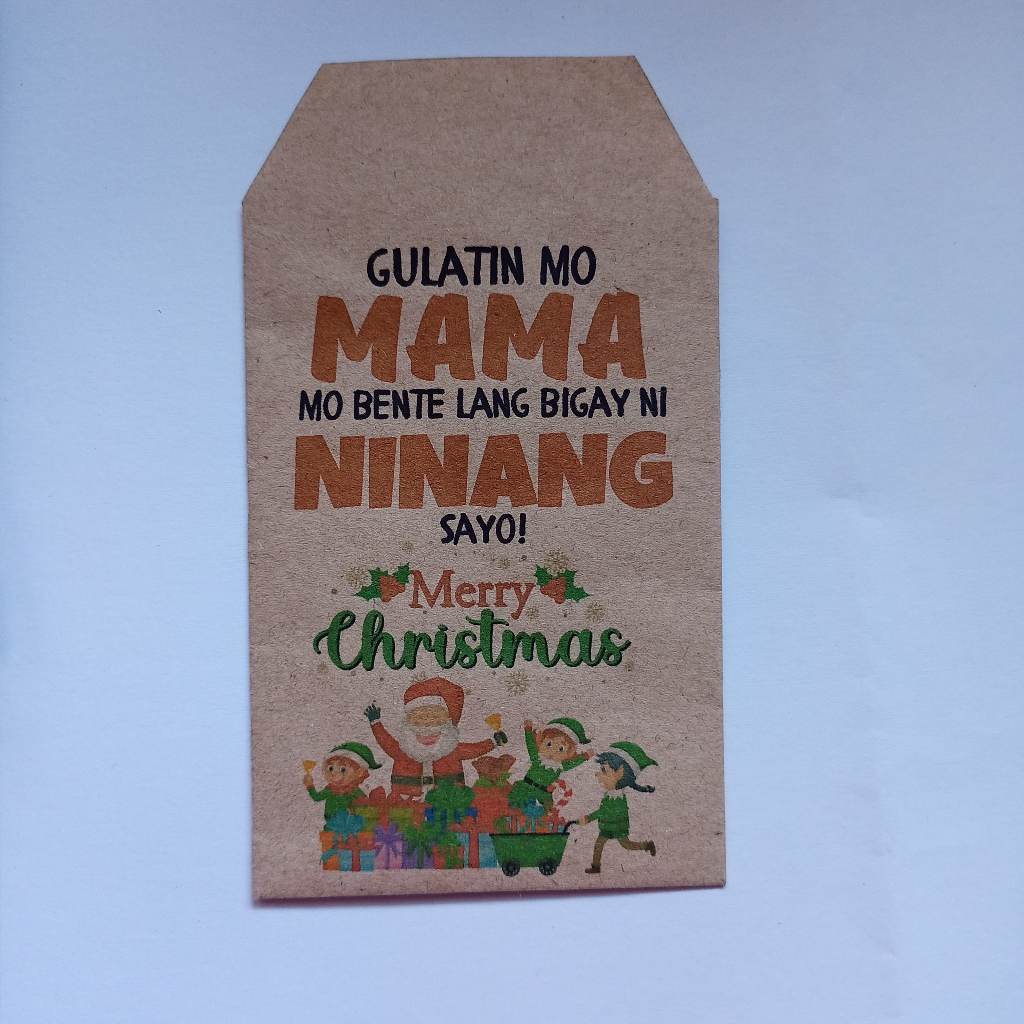 GULATIN MO
MAMA
MO BENTE LANG BIGAY NI
NINANG
SAYO!
Merry
Christmas